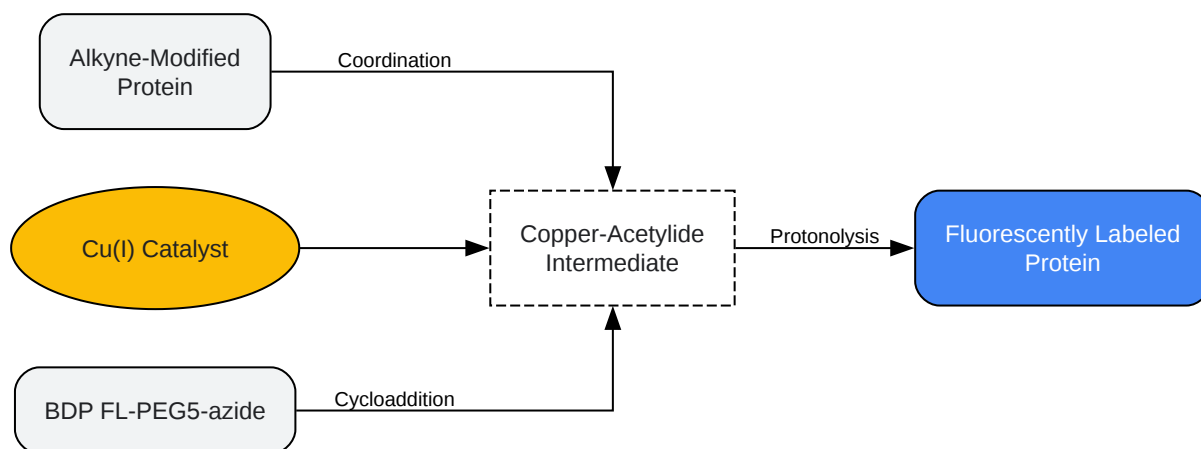 Alkyne-Modified
Protein
Coordination
Cu(I) Catalyst
Copper-Acetylide
Intermediate
Protonolysis
Fluorescently Labeled
Protein
BDP FL-PEG5-azide
Cycloaddition